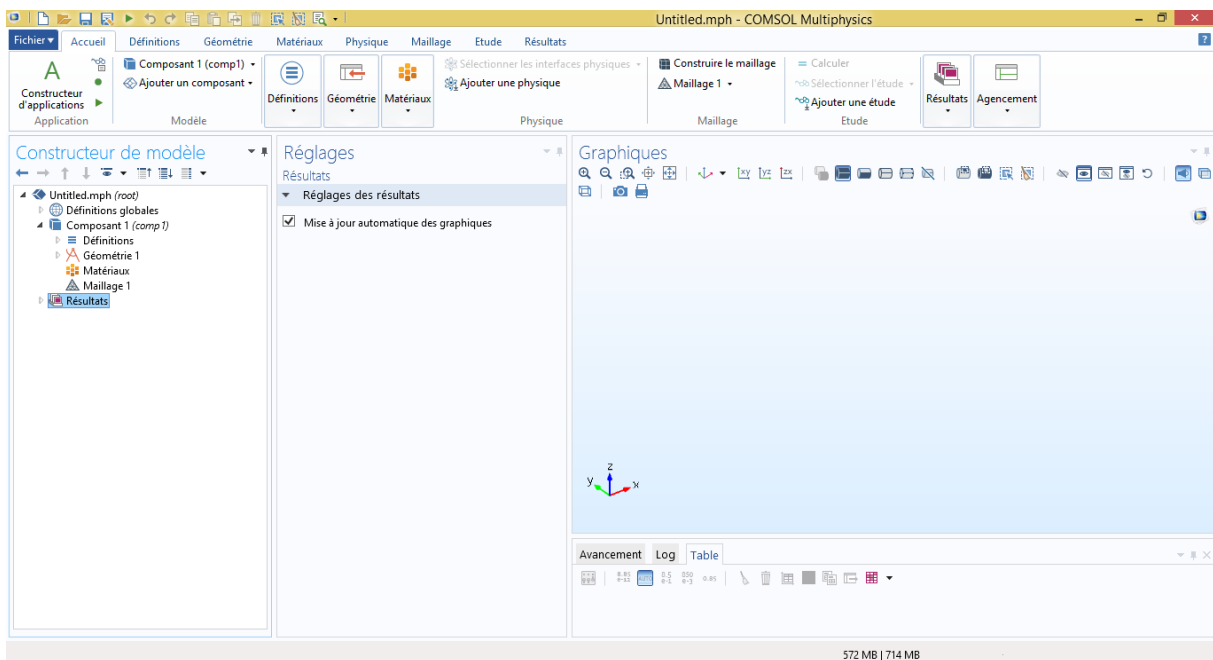 Untitled.mph - COMSOL Multiphysics
Fichier Accueil Définitions Géométrie Matériaux Physique Maillage Etude Résultats
A Composant 1 (comp1) Sélectionner les interfaces physiques Construire le maillage = Calculer
Ajouter un composant Ajouter une physique Maillage 1 Sélectionner l'étude
Constructeur d'applications Définitions Géométrie Matériaux Ajouter une étude Résultats Agencement
Application Modèle Physique Maillage Etude
Constructeur de modèle
Untitled.mph (root)
Définitions globales
Composant 1 (comp1)
Définitions
Géométrie 1
Matériaux
Maillage 1
Résultats
Réglages
Résultats
Réglages des résultats
Mise à jour automatique des graphiques
Graphiques
xy yz zx
z
y x
Avancement Log Table
572 MB | 714 MB